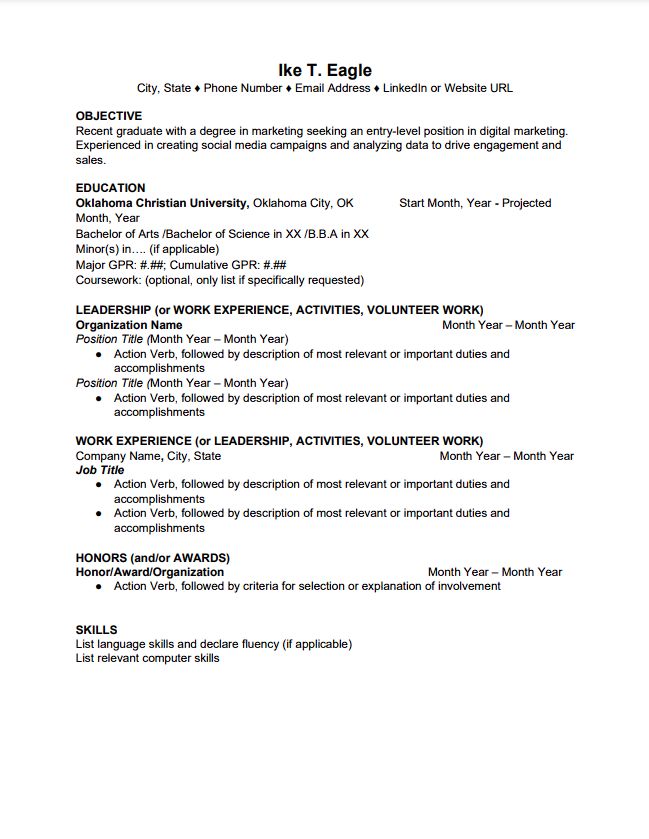 Ike T. Eagle
City, State ♦ Phone Number ♦ Email Address ♦ LinkedIn or Website URL
OBJECTIVE
Recent graduate with a degree in marketing seeking an entry-level position in digital marketing.
Experienced in creating social media campaigns and analyzing data to drive engagement and
sales.
EDUCATION
Oklahoma Christian University, Oklahoma City, OK Start Month, Year - Projected
Month, Year
Bachelor of Arts /Bachelor of Science in XX /B.B.A in XX
Minor(s) in…. (if applicable)
Major GPR: #.##; Cumulative GPR: #.##
Coursework: (optional, only list if specifically requested)
LEADERSHIP (or WORK EXPERIENCE, ACTIVITIES, VOLUNTEER WORK)
Organization Name Month Year – Month Year
Position Title (Month Year – Month Year)
● Action Verb, followed by description of most relevant or important duties and
accomplishments
Position Title (Month Year – Month Year)
● Action Verb, followed by description of most relevant or important duties and
accomplishments
WORK EXPERIENCE (or LEADERSHIP, ACTIVITIES, VOLUNTEER WORK)
Company Name, City, State Month Year – Month Year
Job Title
● Action Verb, followed by description of most relevant or important duties and
accomplishments
● Action Verb, followed by description of most relevant or important duties and
accomplishments
HONORS (and/or AWARDS)
Honor/Award/Organization Month Year – Month Year
● Action Verb, followed by criteria for selection or explanation of involvement
SKILLS
List language skills and declare fluency (if applicable)
List relevant computer skills